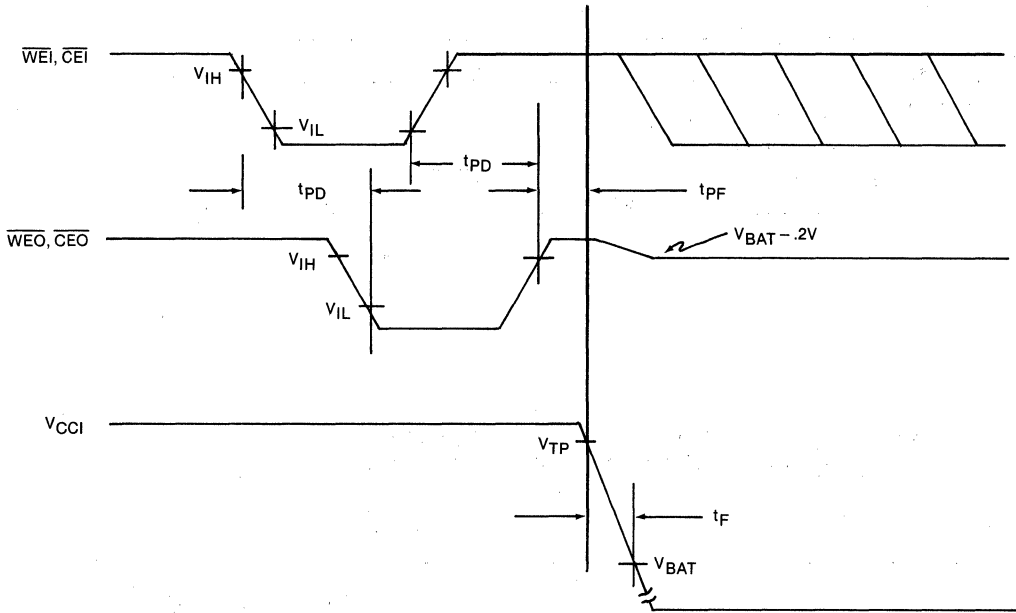 WEI, CEI
VIH
VIL
tPD
tPD
tPF
WEO, CEO
VBAT – .2V
VIH
VIL
VCCI
VTP
tF
VBAT